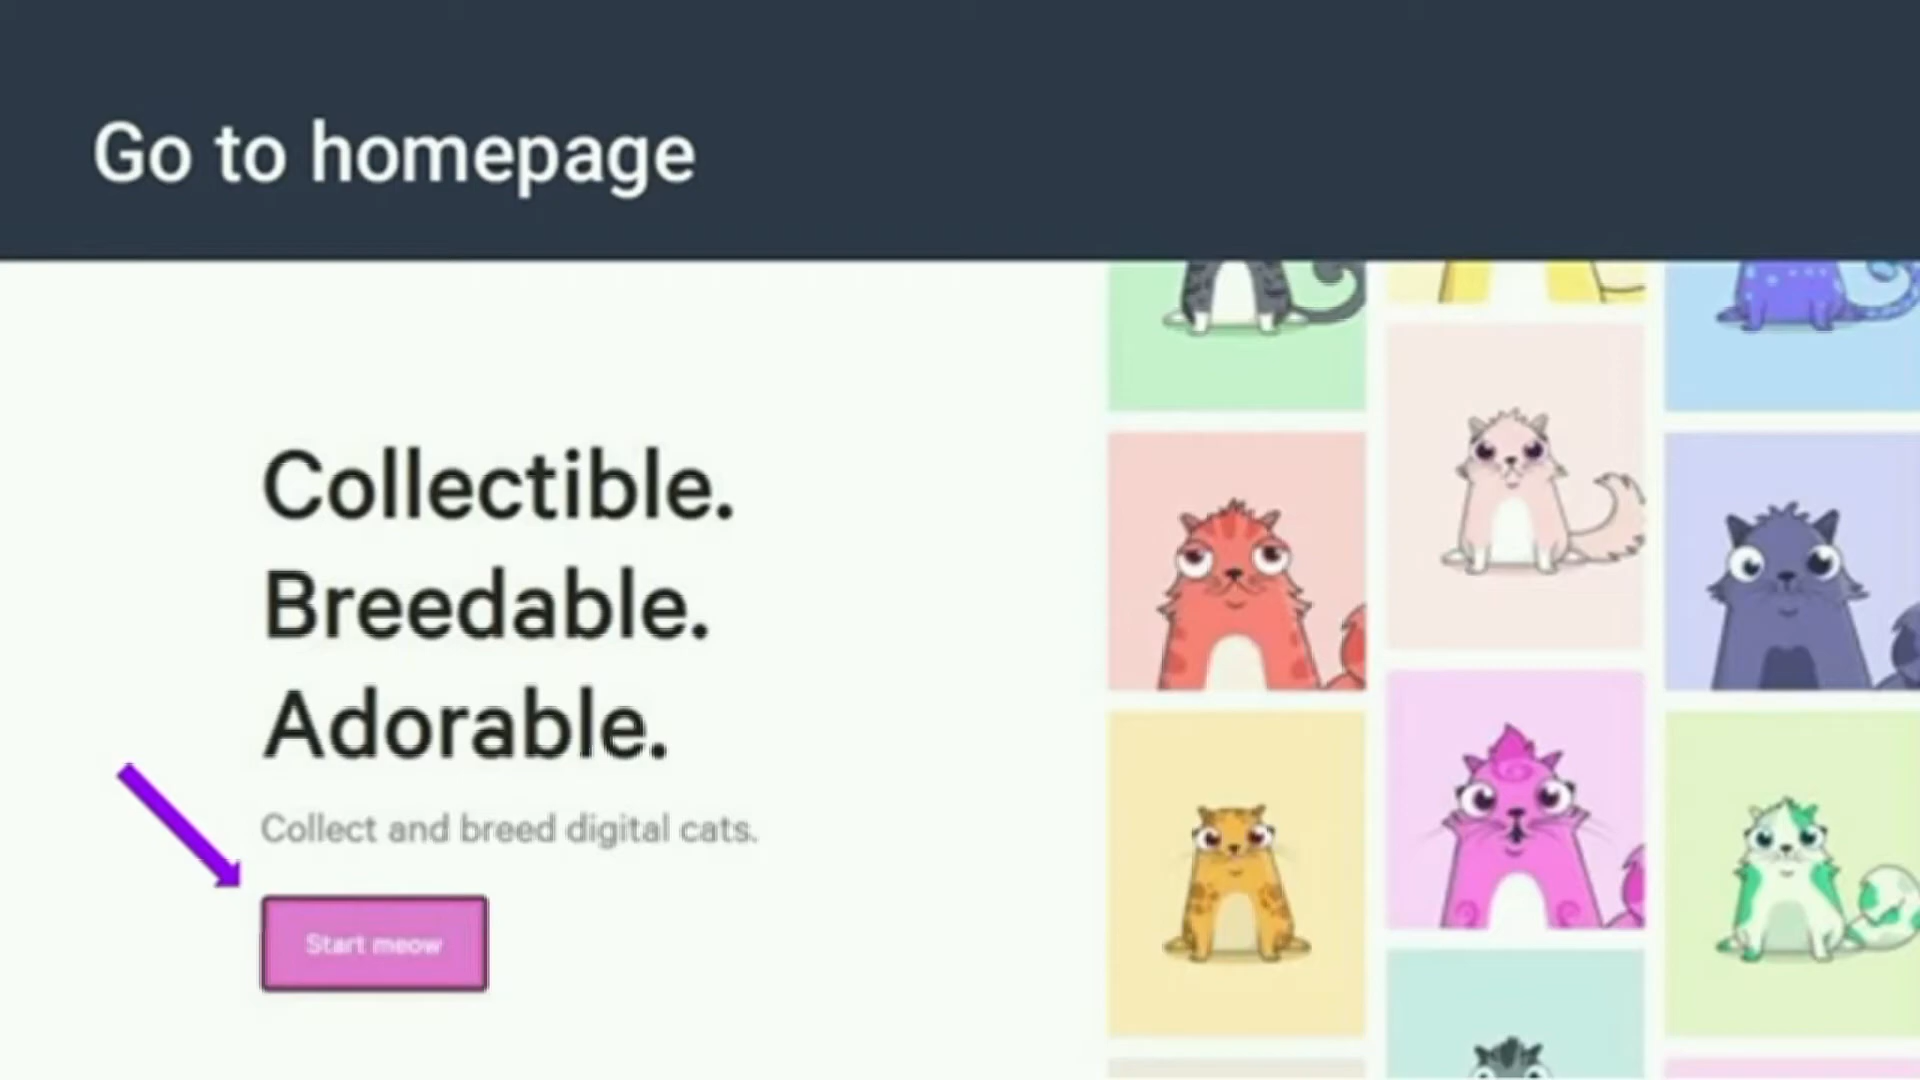 Go to homepage
Collectible.
Breedable.
Adorable.
Collect and breed digital cats.
Start meow